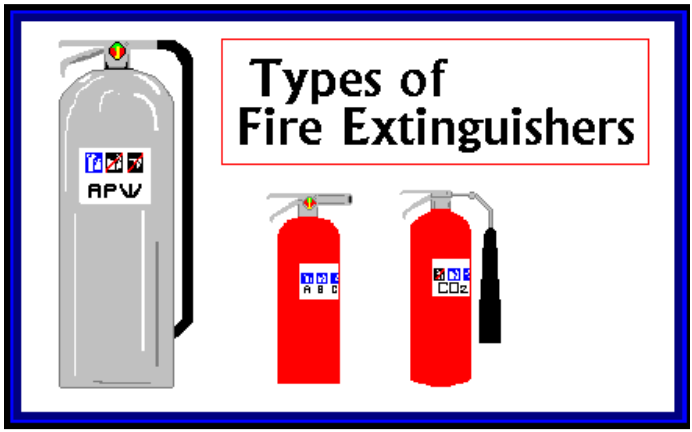 Types of
Fire Extinguishers
APW
A B C
CO2